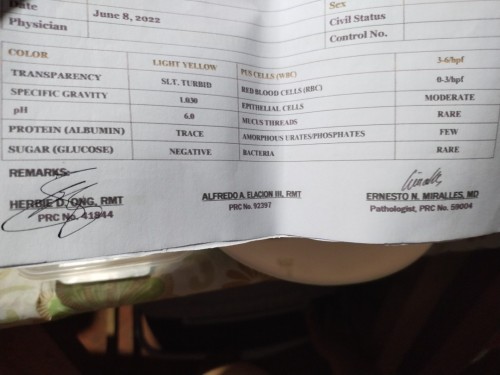 Date June 8, 2022 Sex
Physician Civil Status
Control No.
COLOR LIGHT YELLOW PUS CELLS (WBC) 3-6/hpf
TRANSPARENCY SLT. TURBID RED BLOOD CELLS (RBC) 0-3/hpf
SPECIFIC GRAVITY 1.030 EPITHELIAL CELLS MODERATE
pH 6.0 MUCUS THREADS RARE
PROTEIN (ALBUMIN) TRACE AMORPHOUS URATES/PHOSPHATES FEW
SUGAR (GLUCOSE) NEGATIVE BACTERIA RARE
REMARKS:
HERBIE D. ONG, RMT ALFREDO A. ELACION III, RMT ERNESTO N. MIRALLES, MD
PRC No. 41844 PRC No. 92397 Pathologist, PRC No. 59004